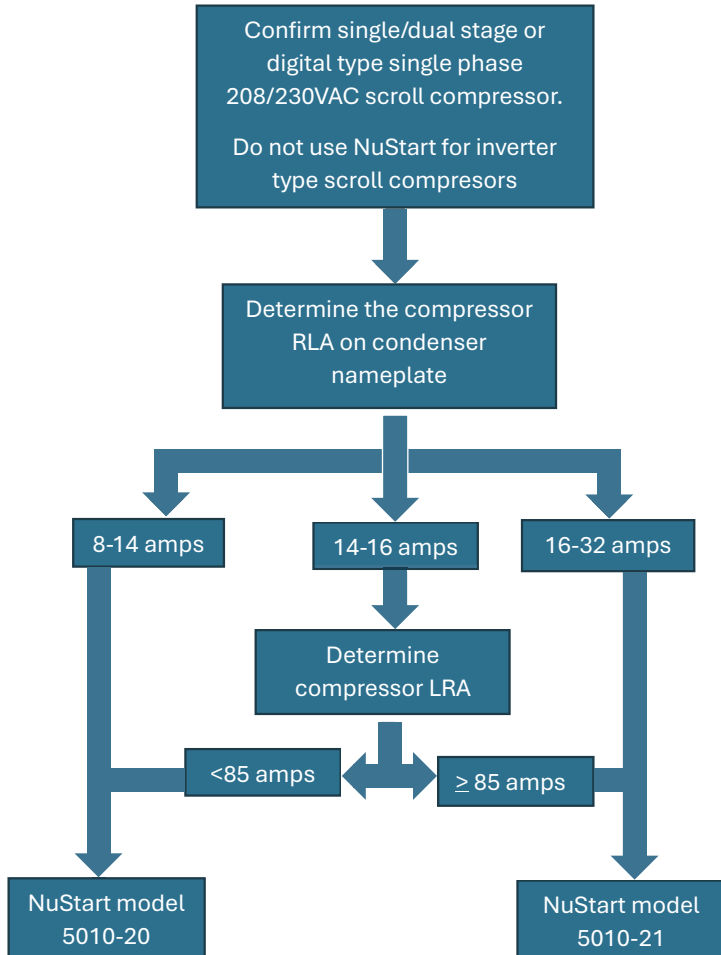 Confirm single/dual stage or
digital type single phase
208/230VAC scroll compressor.
Do not use NuStart for inverter
type scroll compresors
Determine the compressor
RLA on condenser
nameplate
8-14 amps
14-16 amps
16-32 amps
Determine
compressor LRA
<85 amps
≥ 85 amps
NuStart model
5010-20
NuStart model
5010-21